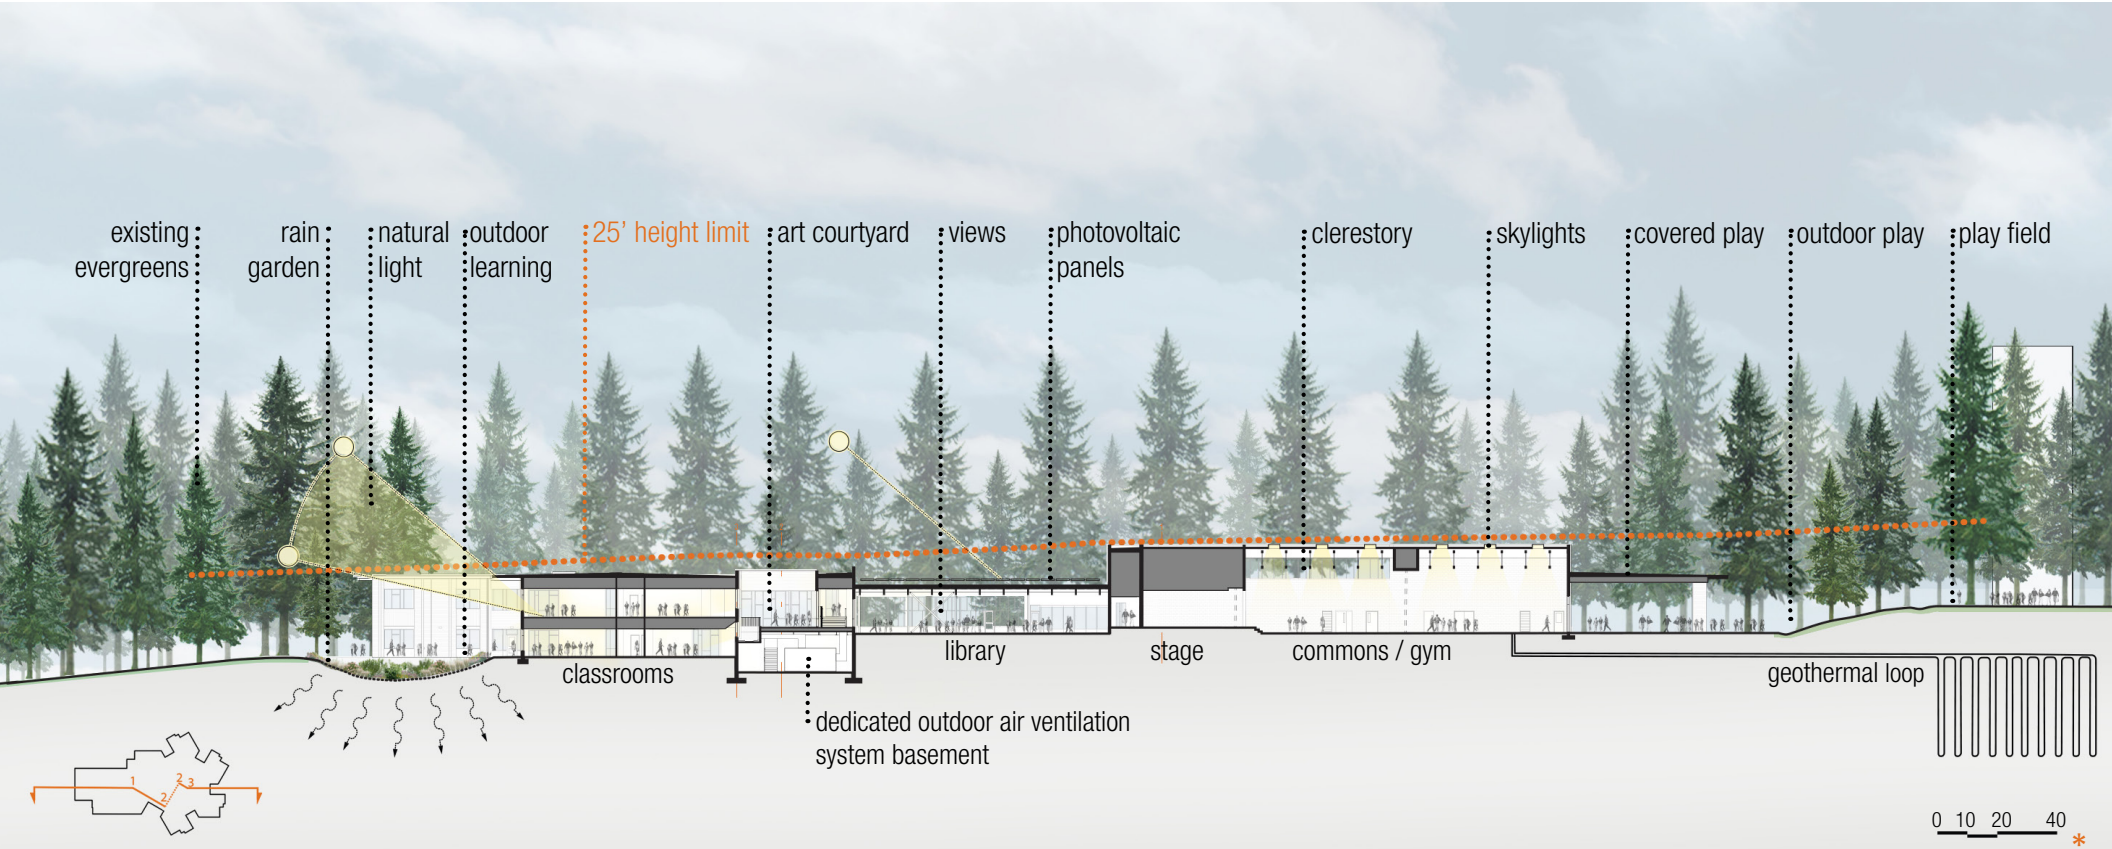 existing
evergreens
rain
garden
natural
light
outdoor
learning
25’ height limit
art courtyard
views
photovoltaic
panels
clerestory
skylights
covered play
outdoor play
play field
classrooms
library
stage
commons / gym
geothermal loop
dedicated outdoor air ventilation
system basement
1
2
2
3
0 10 20 40
*